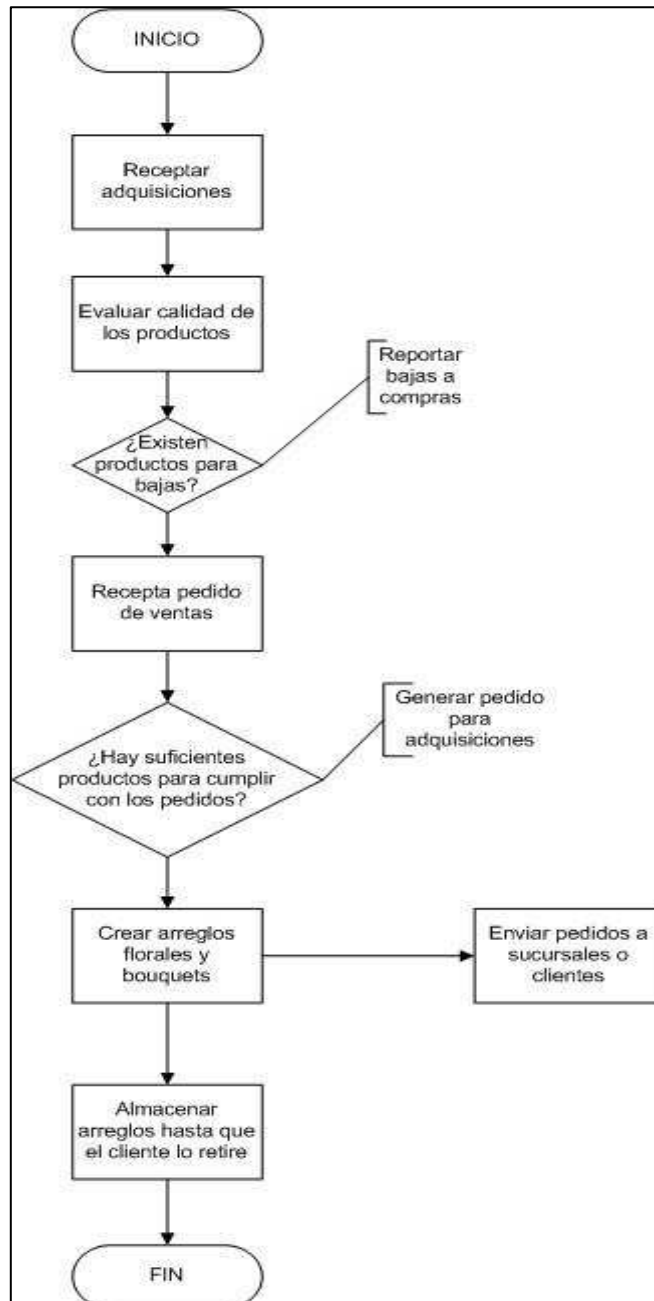 INICIO
Receptar
adquisiciones
Evaluar calidad de
los productos
Reportar
bajas a
compras
¿Existen
productos para
bajas?
Recepta pedido
de ventas
Generar pedido
para
adquisiciones
¿Hay suficientes
productos para cumplir
con los pedidos?
Crear arreglos
florales y
bouquets
Enviar pedidos a
sucursales o
clientes
Almacenar
arreglos hasta que
el cliente lo retire
FIN